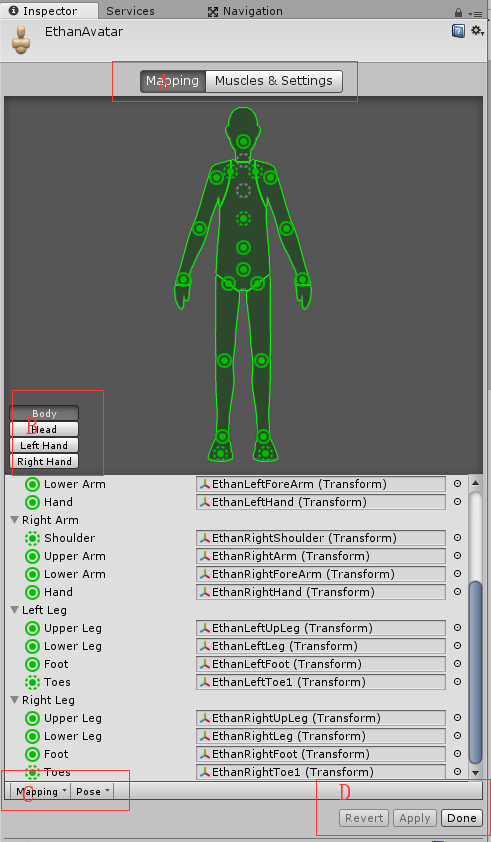 Inspector Services Navigation
EthanAvatar
Mapping Muscles & Settings
A
Body
B
Head
Left Hand
Right Hand
Lower Arm EthanLeftForeArm (Transform)
Hand EthanLeftHand (Transform)
Right Arm
Shoulder EthanRightShoulder (Transform)
Upper Arm EthanRightArm (Transform)
Lower Arm EthanRightForeArm (Transform)
Hand EthanRightHand (Transform)
Left Leg
Upper Leg EthanLeftUpLeg (Transform)
Lower Leg EthanLeftLeg (Transform)
Foot EthanLeftFoot (Transform)
Toes EthanLeftToe1 (Transform)
Right Leg
Upper Leg EthanRightUpLeg (Transform)
Lower Leg EthanRightLeg (Transform)
Foot EthanRightFoot (Transform)
Toes EthanRightToe1 (Transform)
C D
Mapping Pose
Revert Apply Done